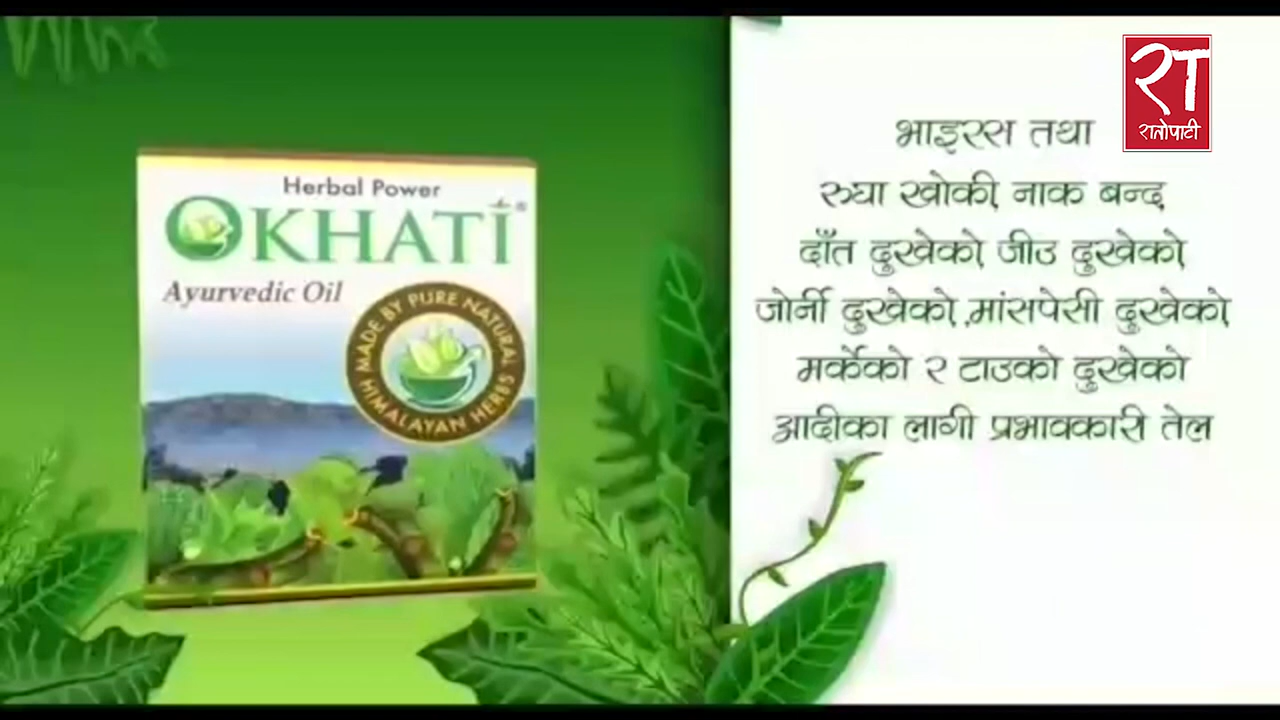 Herbal Power
OKHATI
Ayurvedic Oil
MADE BY PURE NATURAL HIMALAYAN HERBS
रा
रातोपाटी
भाइरस तथा
रुघा खोकी, नाक बन्द,
दाँत दुखेको, जीउ दुखेको,
जोर्नी दुखेको,मांसपेसी दुखेको,
मर्केको र टाउको दुखेको
आदीका लागी प्रभावकारी तेल